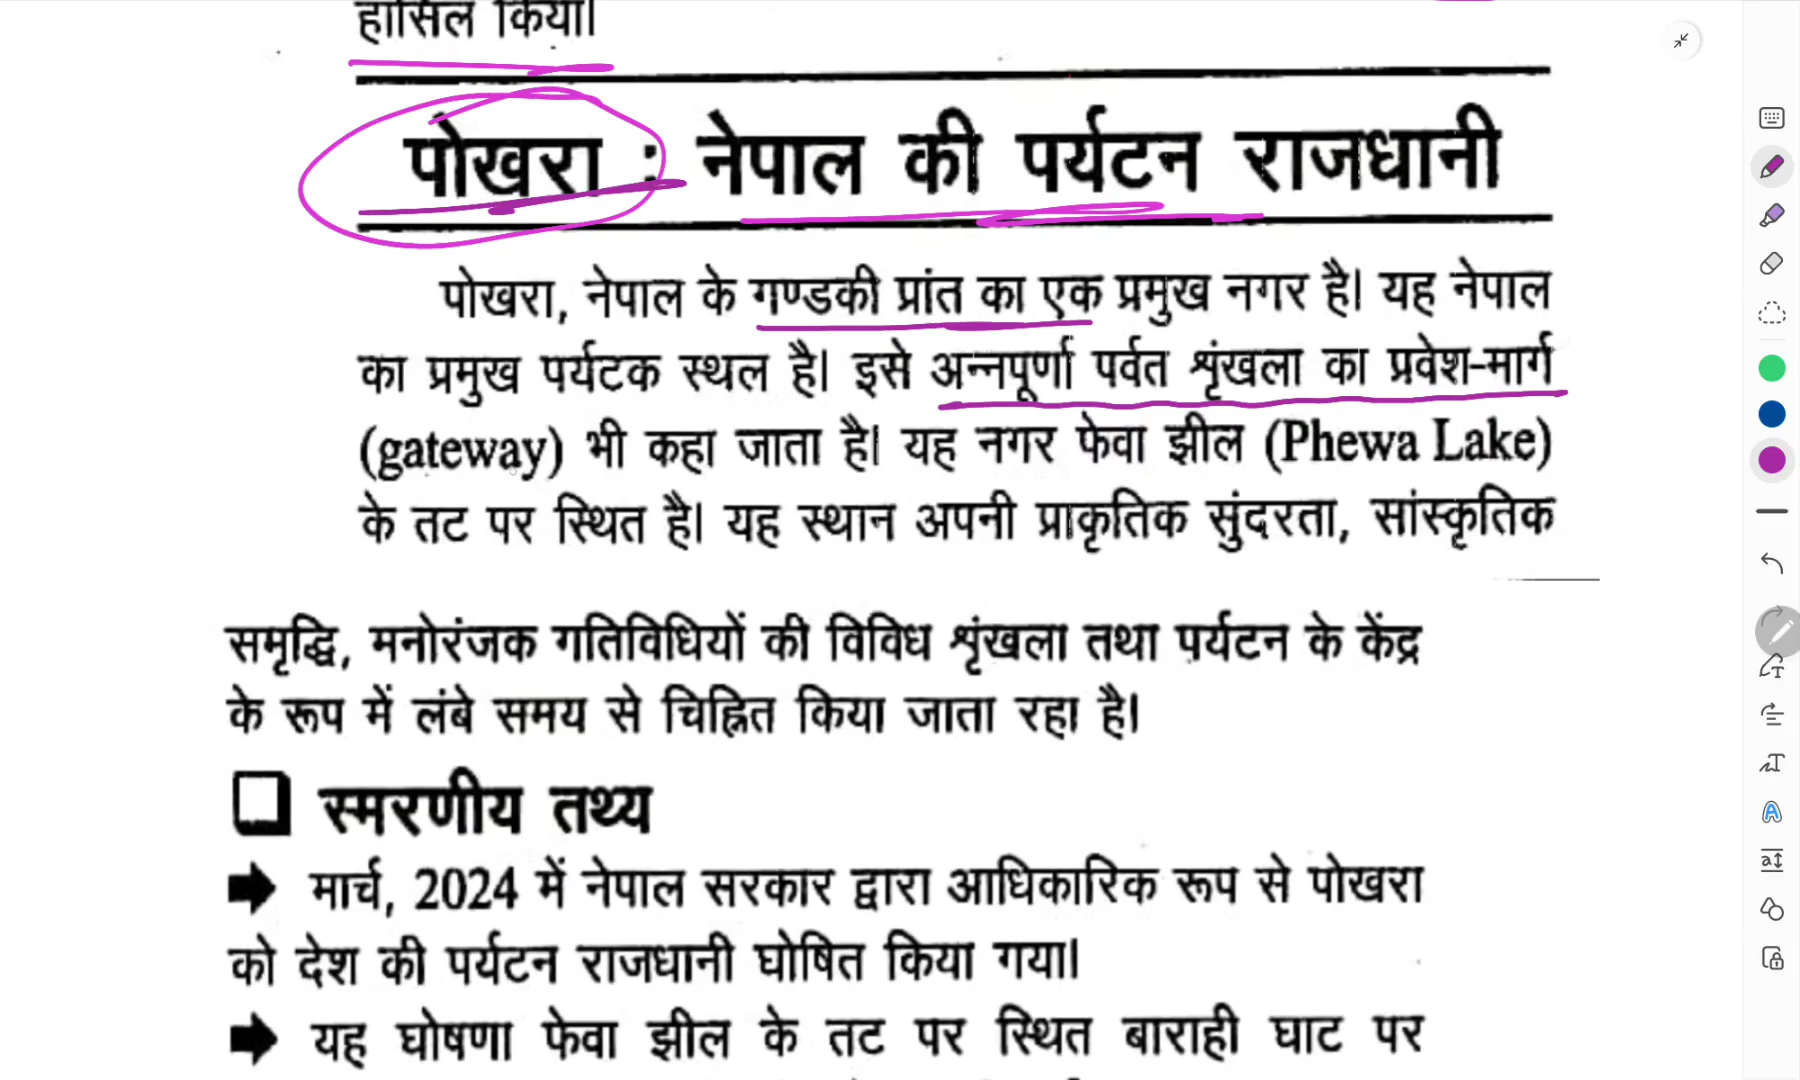 हासिल किया।
पोखरा : नेपाल की पर्यटन राजधानी
पोखरा, नेपाल के गण्डकी प्रांत का एक प्रमुख नगर है। यह नेपाल
का प्रमुख पर्यटक स्थल है। इसे अन्नपूर्णा पर्वत शृंखला का प्रवेश-मार्ग
(gateway) भी कहा जाता है। यह नगर फेवा झील (Phewa Lake)
के तट पर स्थित है। यह स्थान अपनी प्राकृतिक सुंदरता, सांस्कृतिक
समृद्धि, मनोरंजक गतिविधियों की विविध शृंखला तथा पर्यटन के केंद्र
के रूप में लंबे समय से चिह्नित किया जाता रहा है।
स्मरणीय तथ्य
मार्च, 2024 में नेपाल सरकार द्वारा आधिकारिक रूप से पोखरा
को देश की पर्यटन राजधानी घोषित किया गया।
यह घोषणा फेवा झील के तट पर स्थित बाराही घाट पर